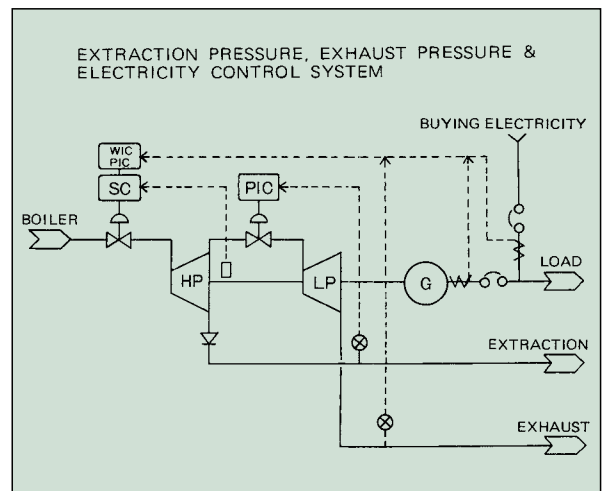 EXTRACTION PRESSURE, EXHAUST PRESSURE &
ELECTRICITY CONTROL SYSTEM
BUYING ELECTRICITY
WIC
PIC
SC
PIC
BOILER
LOAD
HP
LP
G
EXTRACTION
EXHAUST